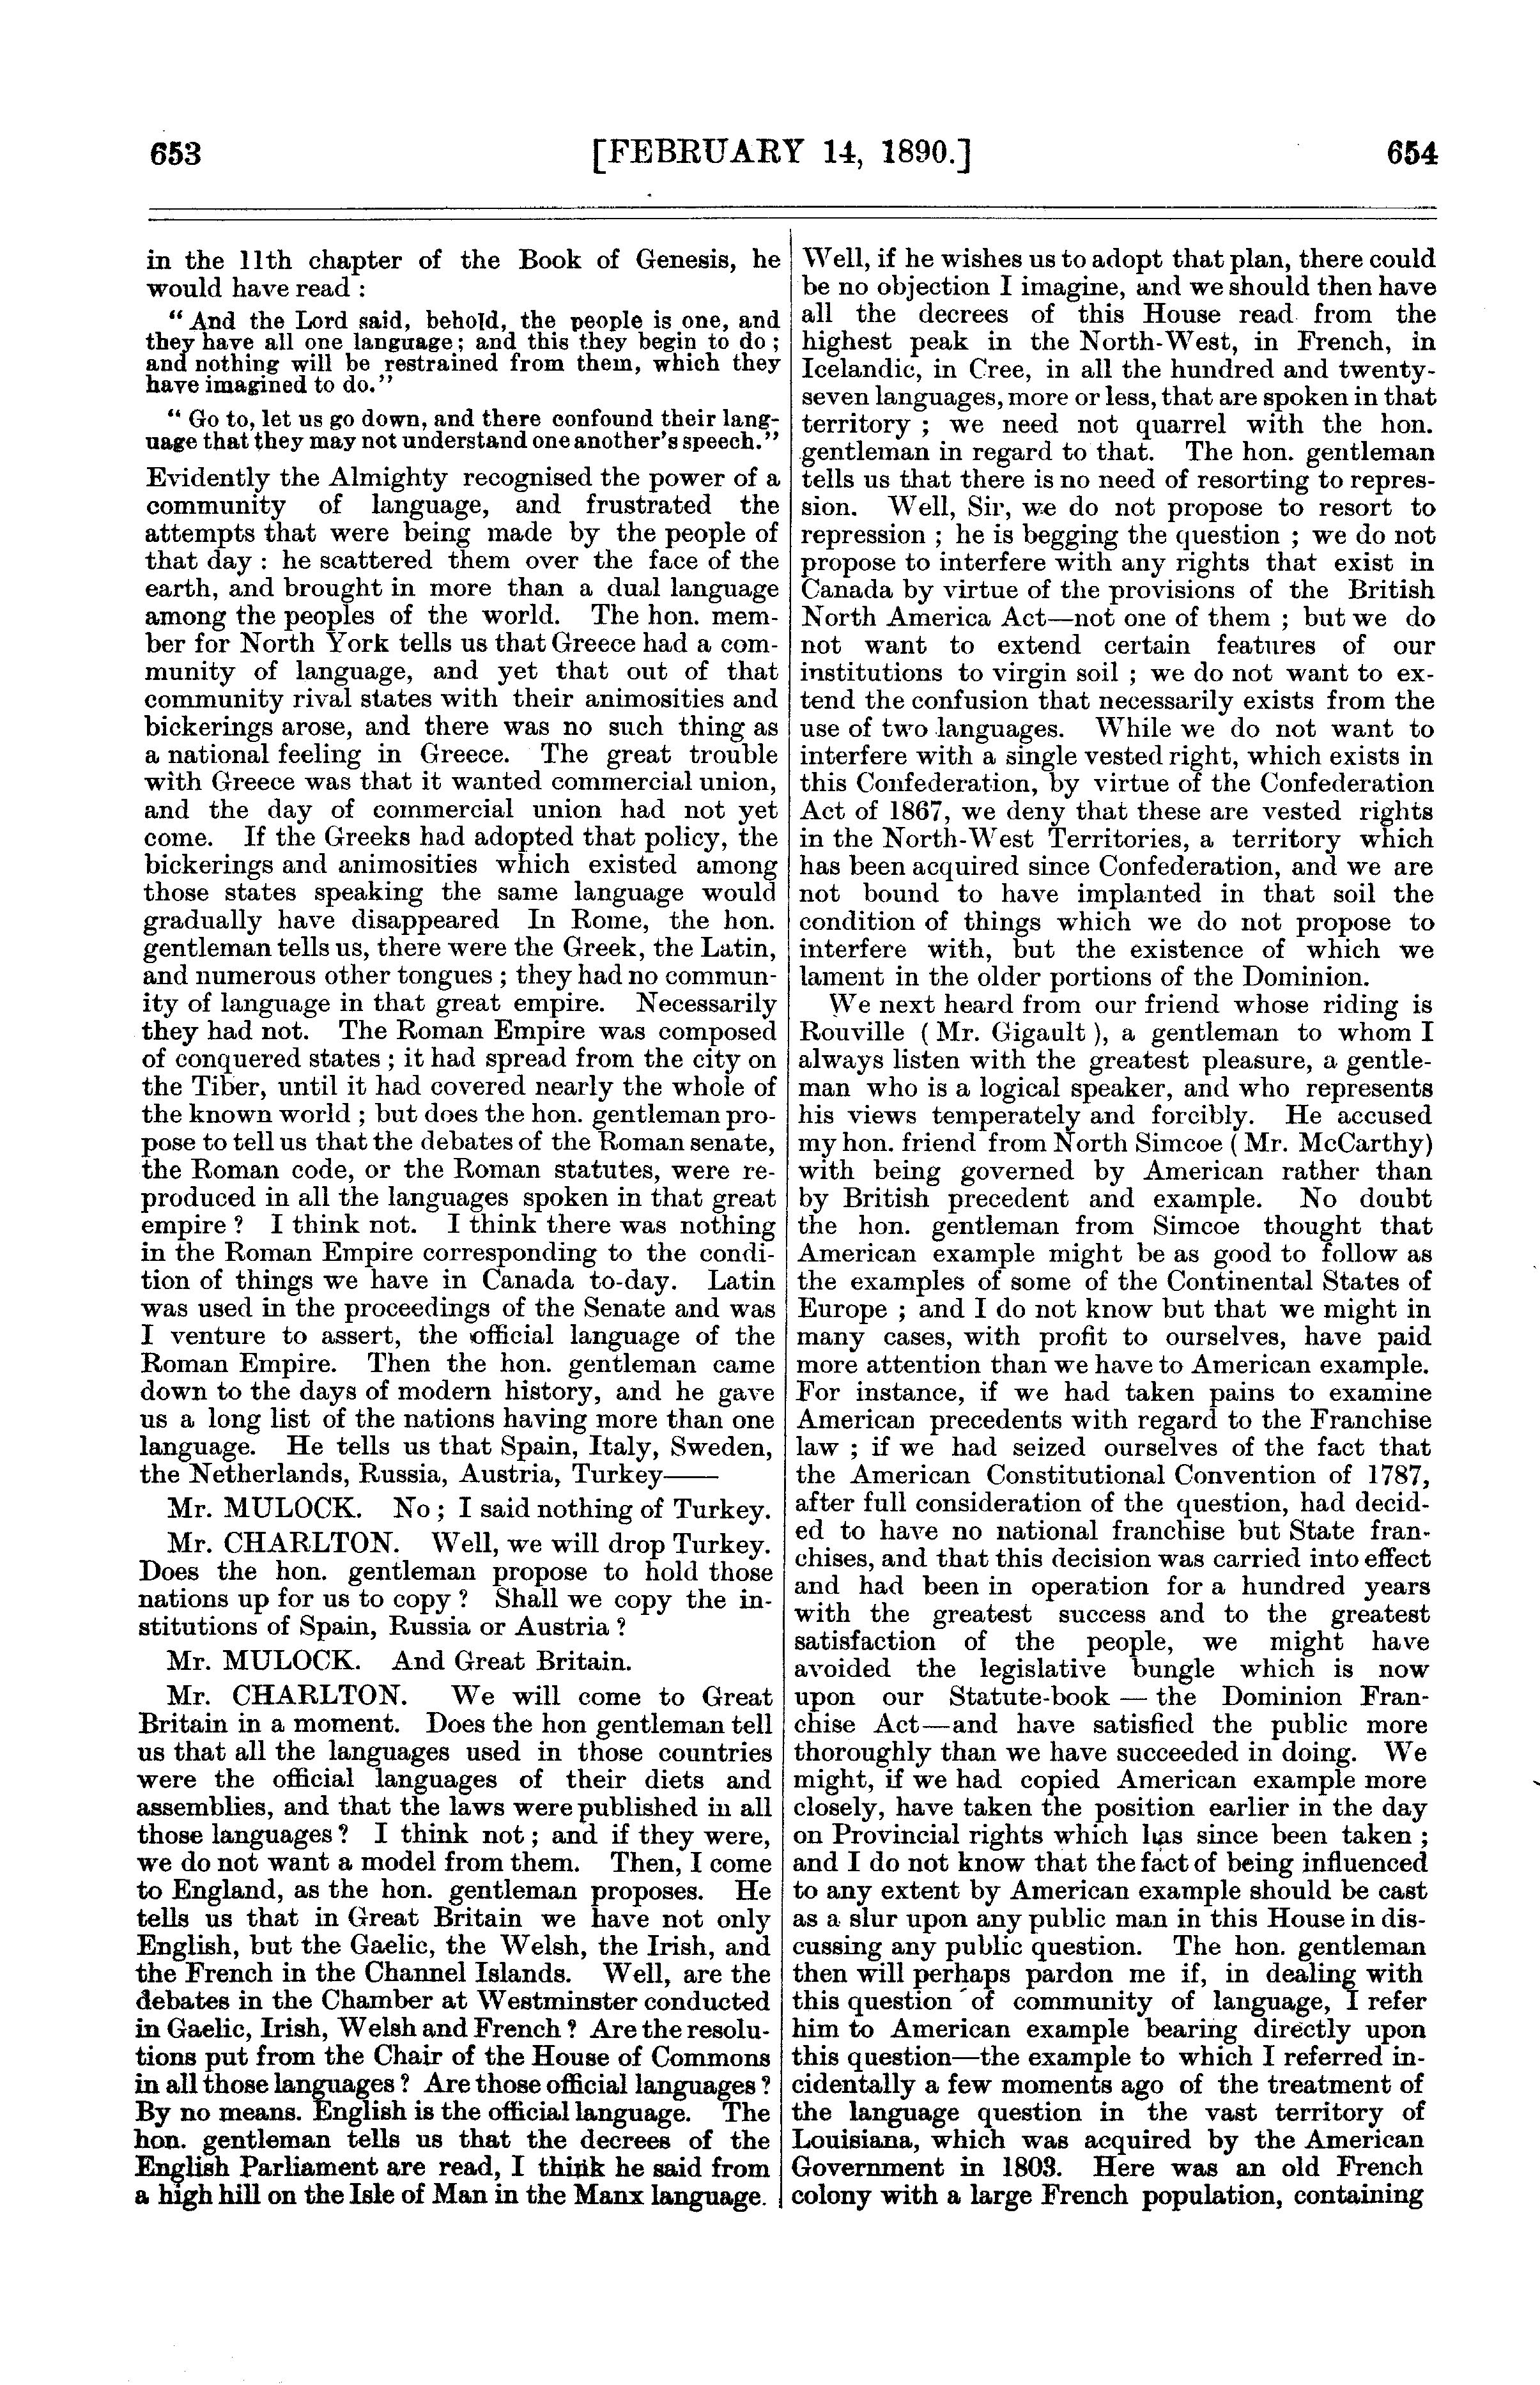 653 [FEBRUARY 14, 1890.] 654
in the 11th chapter of the Book of Genesis, he
would have read :
“ And the Lord said, behold, the people is one, and
they have all one language ; and this they begin to do ;
and nothing will be restrained from them, which they
have imagined to do.”
“ Go to, let us go down, and there confound their lang-
uage that they may not understand one another's speech.”
Evidently the Almighty recognised the power of a
community of language, and frustrated the
attempts that were being made by the people of
that day : he scattered them over the face of the
earth, and brought in more than a dual language
among the peoples of the world. The hon. mem-
ber for North York tells us that Greece had a com-
munity of language, and yet that out of that
community rival states with their animosities and
bickerings arose, and there was no such thing as
a national feeling in Greece. The great trouble
with Greece was that it wanted commercial union,
and the day of commercial union had not yet
come. If the Greeks had adopted that policy, the
bickerings and animosities which existed among
those states speaking the same language would
gradually have disappeared In Rome, the hon.
gentleman tells us, there were the Greek, the Latin,
and numerous other tongues ; they had no commun-
ity of language in that great empire. Necessarily
they had not. The Roman Empire was composed
of conquered states ; it had spread from the city on
the Tiber, until it had covered nearly the whole of
the known world ; but does the hon. gentleman pro-
pose to tell us that the debates of the Roman senate,
the Roman code, or the Roman statutes, were re-
produced in all the languages spoken in that great
empire ? I think not. I think there was nothing
in the Roman Empire corresponding to the condi-
tion of things we have in Canada to-day. Latin
was used in the proceedings of the Senate and was
I venture to assert, the official language of the
Roman Empire. Then the hon. gentleman came
down to the days of modern history, and he gave
us a long list of the nations having more than one
language. He tells us that Spain, Italy, Sweden,
the Netherlands, Russia, Austria, Turkey——
Mr. MULOCK. No ; I said nothing of Turkey.
Mr. CHARLTON. Well, we will drop Turkey.
Does the hon. gentleman propose to hold those
nations up for us to copy ? Shall we copy the in-
stitutions of Spain, Russia or Austria ?
Mr. MULOCK. And Great Britain.
Mr. CHARLTON. We will come to Great
Britain in a moment. Does the hon gentleman tell
us that all the languages used in those countries
were the official languages of their diets and
assemblies, and that the laws were published in all
those languages ? I think not ; and if they were,
we do not want a model from them. Then, I come
to England, as the hon. gentleman proposes. He
tells us that in Great Britain we have not only
English, but the Gaelic, the Welsh, the Irish, and
the French in the Channel Islands. Well, are the
debates in the Chamber at Westminster conducted
in Gaelic, Irish, Welsh and French ? Are the resolu-
tions put from the Chair of the House of Commons
in all those languages ? Are those official languages ?
By no means. English is the official language. The
hon. gentleman tells us that the decrees of the
English Parliament are read, I think he said from
a high hill on the Isle of Man in the Manx language.
Well, if he wishes us to adopt that plan, there could
be no objection I imagine, and we should then have
all the decrees of this House read from the
highest peak in the North-West, in French, in
Icelandic, in Cree, in all the hundred and twenty-
seven languages, more or less, that are spoken in that
territory ; we need not quarrel with the hon.
gentleman in regard to that. The hon. gentleman
tells us that there is no need of resorting to repres-
sion. Well, Sir, we do not propose to resort to
repression ; he is begging the question ; we do not
propose to interfere with any rights that exist in
Canada by virtue of the provisions of the British
North America Act—not one of them ; but we do
not want to extend certain features of our
institutions to virgin soil ; we do not want to ex-
tend the confusion that necessarily exists from the
use of two languages. While we do not want to
interfere with a single vested right, which exists in
this Confederation, by virtue of the Confederation
Act of 1867, we deny that these are vested rights
in the North-West Territories, a territory which
has been acquired since Confederation, and we are
not bound to have implanted in that soil the
condition of things which we do not propose to
interfere with, but the existence of which we
lament in the older portions of the Dominion.
We next heard from our friend whose riding is
Rouville ( Mr. Gigault ), a gentleman to whom I
always listen with the greatest pleasure, a gentle-
man who is a logical speaker, and who represents
his views temperately and forcibly. He accused
my hon. friend from North Simcoe ( Mr. McCarthy)
with being governed by American rather than
by British precedent and example. No doubt
the hon. gentleman from Simcoe thought that
American example might be as good to follow as
the examples of some of the Continental States of
Europe ; and I do not know but that we might in
many cases, with profit to ourselves, have paid
more attention than we have to American example.
For instance, if we had taken pains to examine
American precedents with regard to the Franchise
law ; if we had seized ourselves of the fact that
the American Constitutional Convention of 1787,
after full consideration of the question, had decid-
ed to have no national franchise but State fran-
chises, and that this decision was carried into effect
and had been in operation for a hundred years
with the greatest success and to the greatest
satisfaction of the people, we might have
avoided the legislative bungle which is now
upon our Statute-book — the Dominion Fran-
chise Act—and have satisfied the public more
thoroughly than we have succeeded in doing. We
might, if we had copied American example more
closely, have taken the position earlier in the day
on Provincial rights which has since been taken ;
and I do not know that the fact of being influenced
to any extent by American example should be cast
as a slur upon any public man in this House in dis-
cussing any public question. The hon. gentleman
then will perhaps pardon me if, in dealing with
this question of community of language, I refer
him to American example bearing directly upon
this question—the example to which I referred in-
cidentally a few moments ago of the treatment of
the language question in the vast territory of
Louisiana, which was acquired by the American
Government in 1803. Here was an old French
colony with a large French population, containing